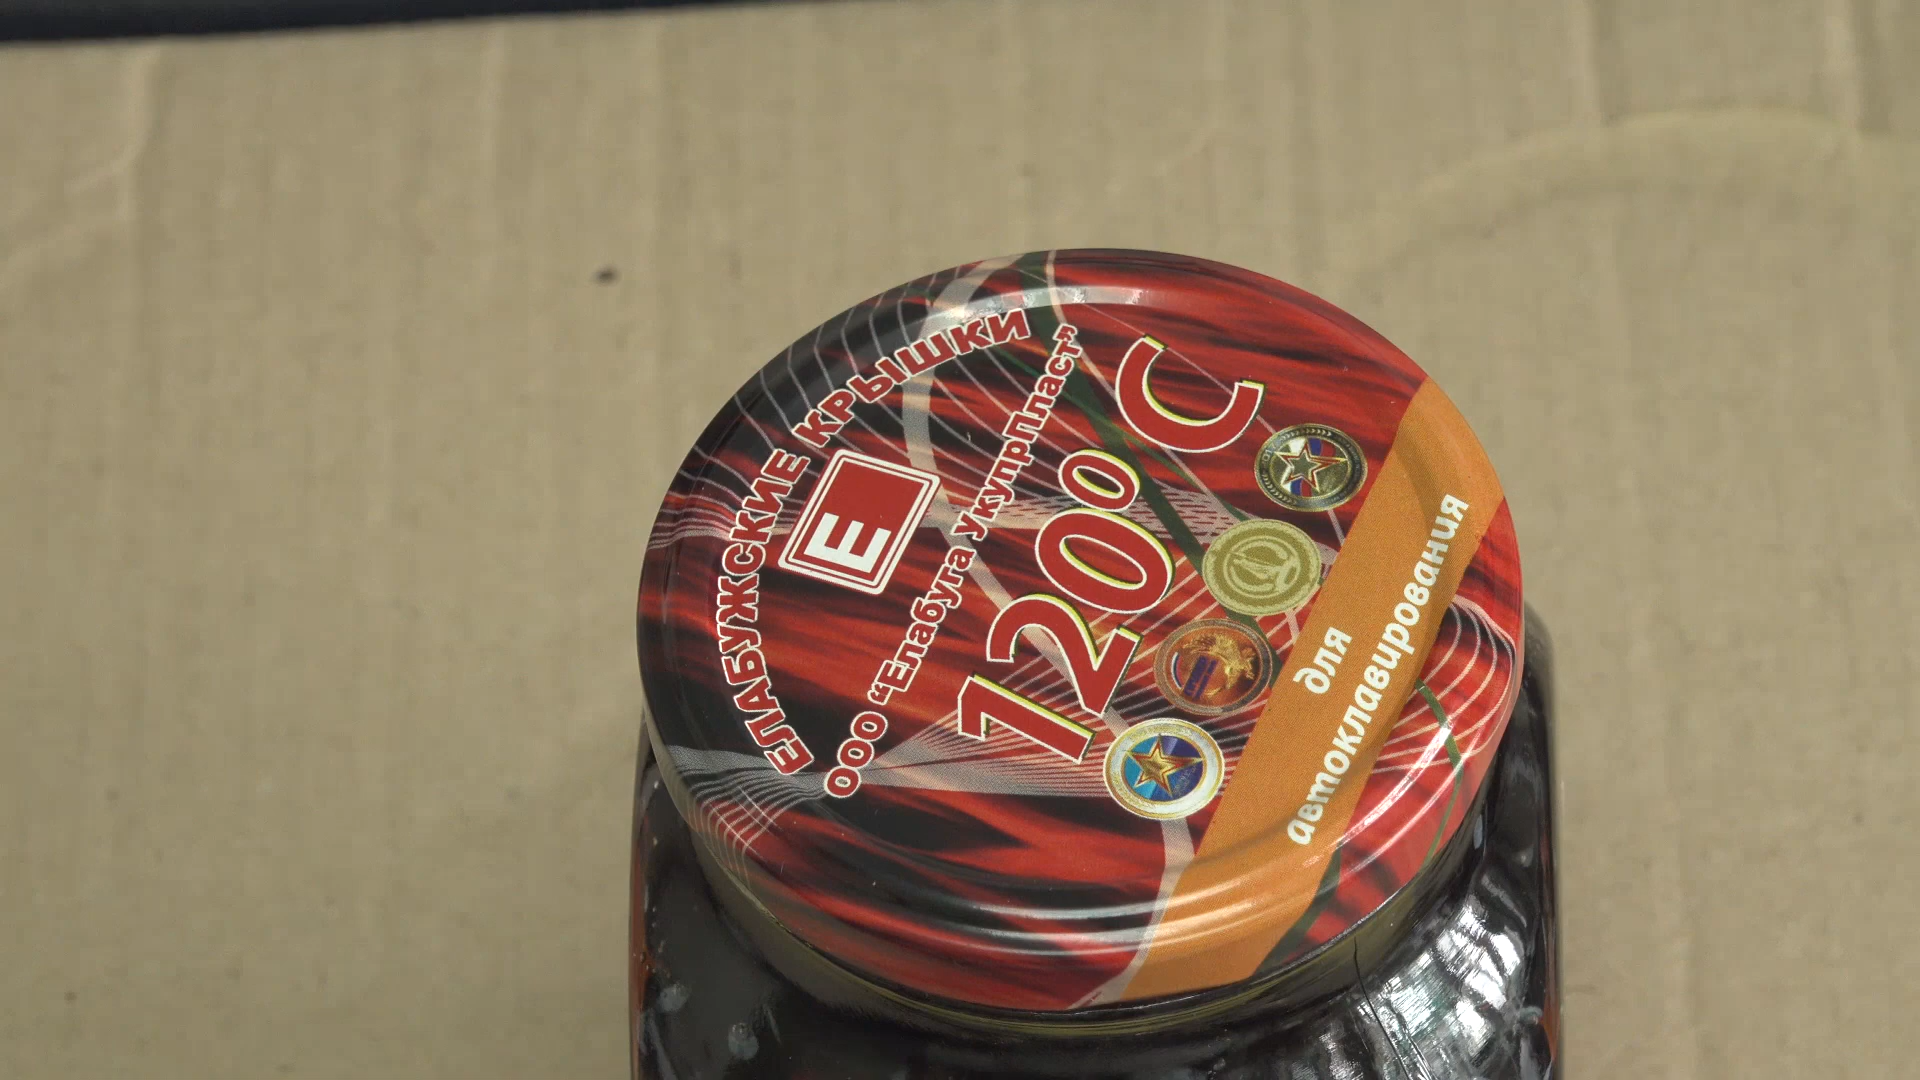 ЕЛАБУЖСКИЕ КРЫШКИ
E
ООО “Елабуга УкупрПласт”
120° C
для
автоклавирования